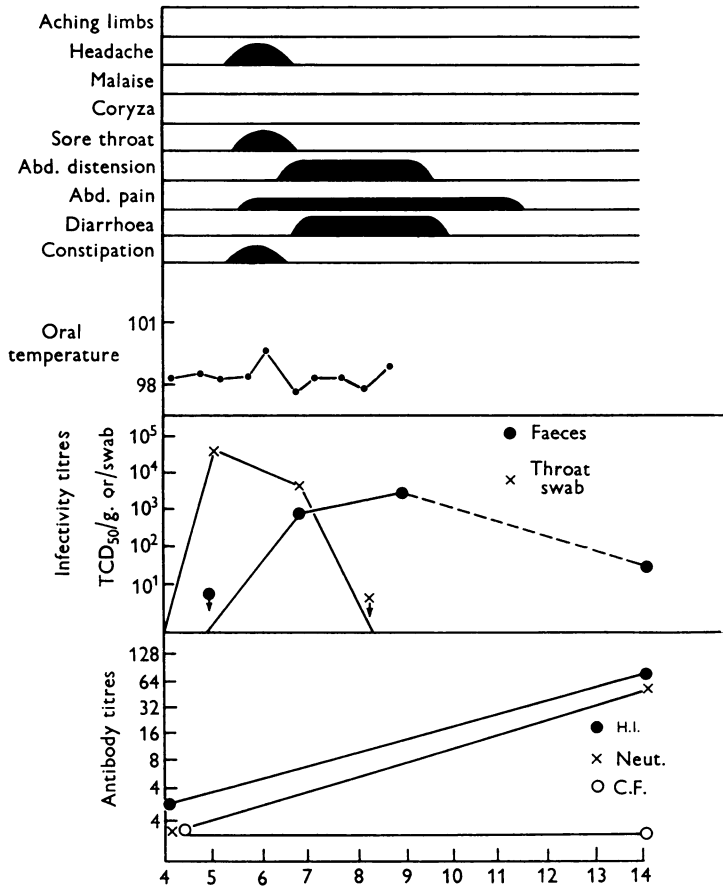 Aching limbs
Headache
Malaise
Coryza
Sore throat
Abd. distension
Abd. pain
Diarrhoea
Constipation
Oral
temperature
101
98
Infectivity titres
TCD50/g. or/swab
10^5
10^4
10^3
10^2
10^1
Faeces
Throat
swab
Antibody titres
128
64
32
16
8
4
4
H.I.
Neut.
C.F.
4 5 6 7 8 9 10 11 12 13 14